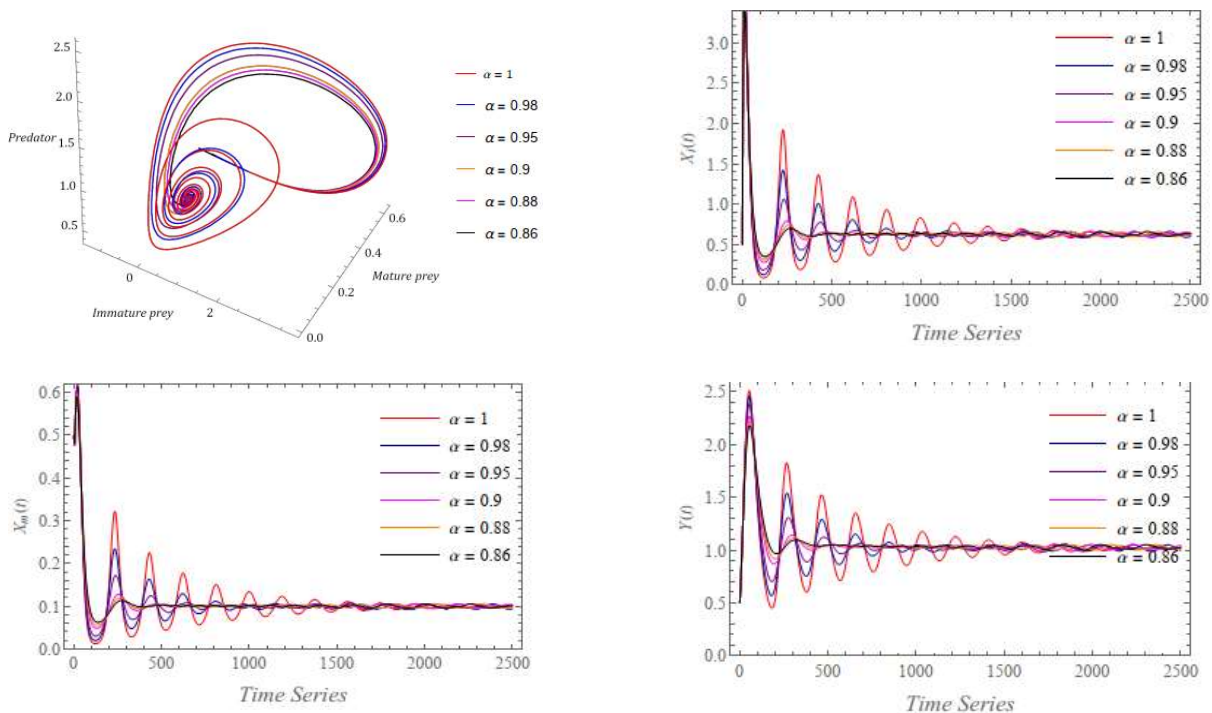 2.5
2.0
Predator
1.5
1.0
0.5
0
Immature prey
2
0.0
0.2
0.4
0.6
Mature prey
α = 1
α = 0.98
α = 0.95
α = 0.9
α = 0.88
α = 0.86
3.0
2.5
2.0
1.5
1.0
0.5
0.0
X_i(t)
0 500 1000 1500 2000 2500
Time Series
α = 1
α = 0.98
α = 0.95
α = 0.9
α = 0.88
α = 0.86
0.6
0.5
0.4
0.3
0.2
0.1
0.0
X_m(t)
0 500 1000 1500 2000 2500
Time Series
α = 1
α = 0.98
α = 0.95
α = 0.9
α = 0.88
α = 0.86
2.5
2.0
1.5
1.0
0.5
0.0
Y(t)
0 500 1000 1500 2000 2500
Time Series
α = 1
α = 0.98
α = 0.95
α = 0.9
α = 0.88
α = 0.86